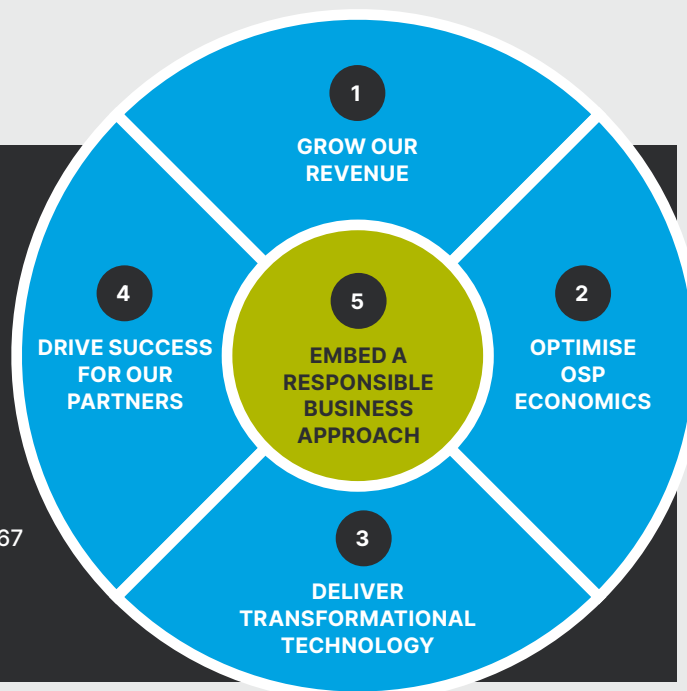 1
GROW OUR
REVENUE
4
DRIVE SUCCESS
FOR OUR
PARTNERS
5
EMBED A
RESPONSIBLE
BUSINESS
APPROACH
2
OPTIMISE
OSP
ECONOMICS
67
3
DELIVER
TRANSFORMATIONAL
TECHNOLOGY